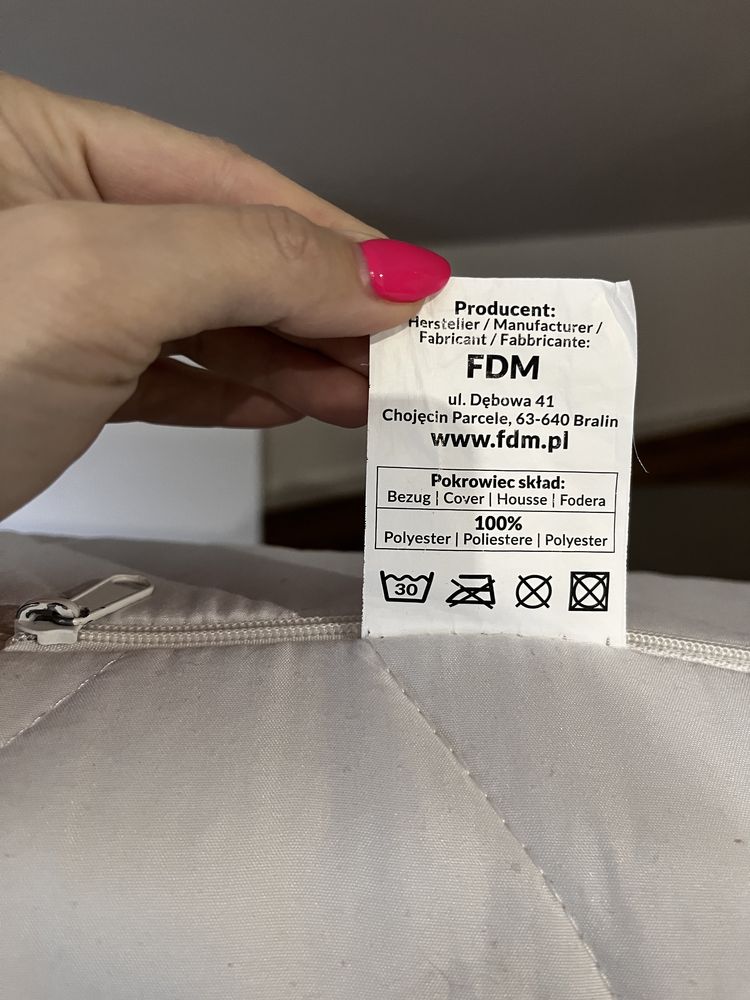 Producent:
Hersteller / Manufacturer /
Fabricant / Fabbricante:
FDM
ul. Dębowa 41
Chojęcin Parcele, 63-640 Bralin
www.fdm.pl
Pokrowiec skład:
Bezug | Cover | Housse | Fodera
100%
Polyester | Poliestere | Polyester
30